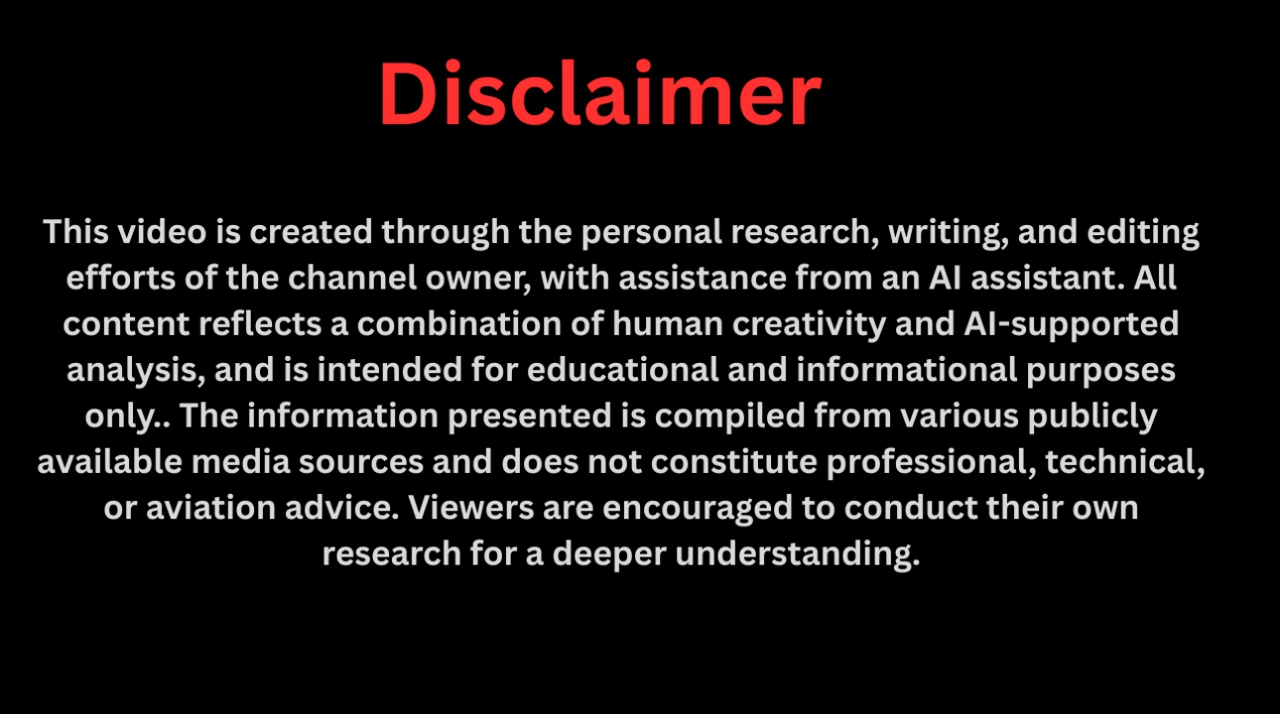 Disclaimer
This video is created through the personal research, writing, and editing
efforts of the channel owner, with assistance from an AI assistant. All
content reflects a combination of human creativity and AI-supported
analysis, and is intended for educational and informational purposes
only.. The information presented is compiled from various publicly
available media sources and does not constitute professional, technical,
or aviation advice. Viewers are encouraged to conduct their own
research for a deeper understanding.